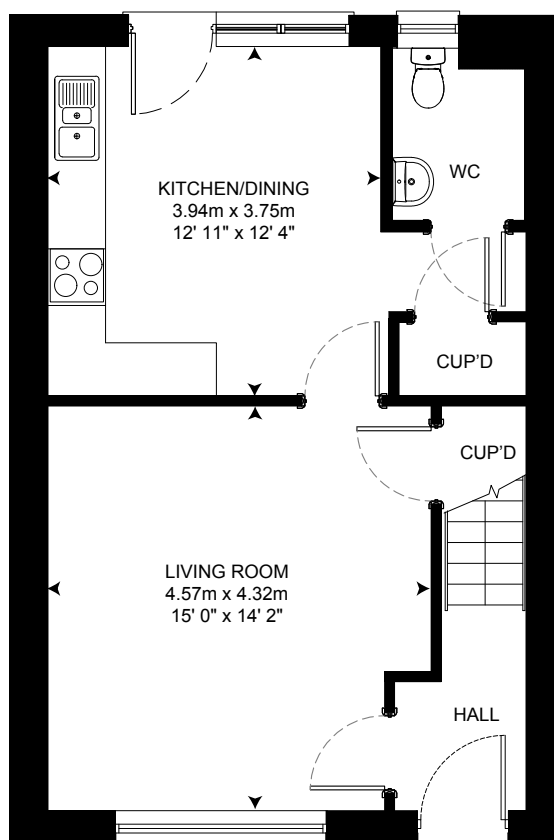 KITCHEN/DINING
3.94m x 3.75m
12' 11" x 12' 4"
WC
CUP'D
CUP'D
LIVING ROOM
4.57m x 4.32m
15' 0" x 14' 2"
HALL